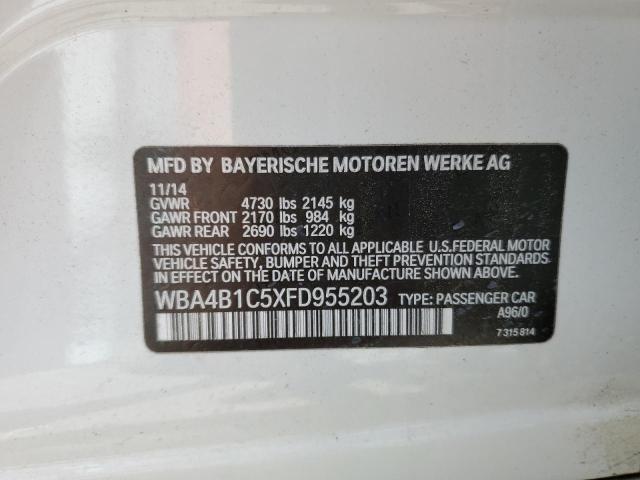 MFD BY BAYERISCHE MOTOREN WERKE AG
11/14
GVWR 4730 lbs 2145 kg
GAWR FRONT 2170 lbs 984 kg
GAWR REAR 2690 lbs 1220 kg
THIS VEHICLE CONFORMS TO ALL APPLICABLE U.S.FEDERAL MOTOR
VEHICLE SAFETY, BUMPER AND THEFT PREVENTION STANDARDS
IN EFFECT ON THE DATE OF MANUFACTURE SHOWN ABOVE.
WBA4B1C5XFD955203 TYPE: PASSENGER CAR
A96/0
7 315 814